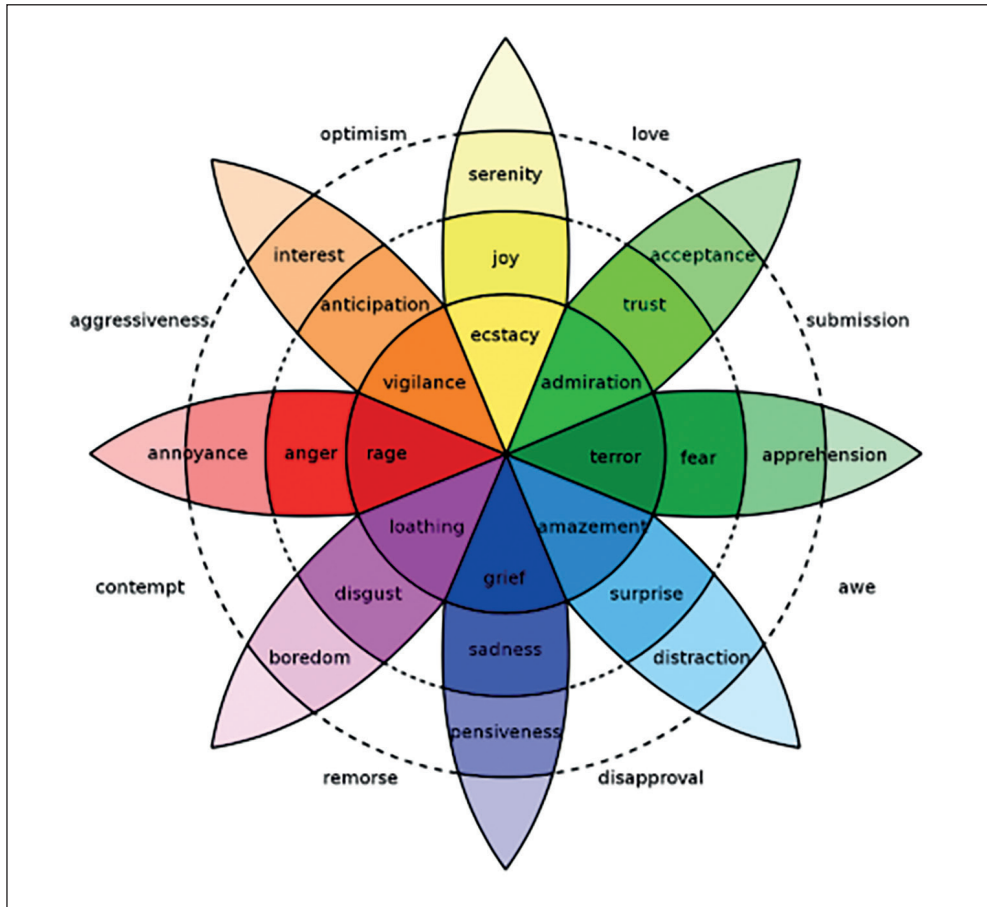 optimism
love
serenity
interest
acceptance
joy
anticipation
trust
aggressiveness
submission
ecstacy
vigilance
admiration
annoyance
anger
rage
terror
fear
apprehension
loathing
amazement
grief
contempt
awe
disgust
surprise
sadness
boredom
distraction
pensiveness
remorse
disapproval